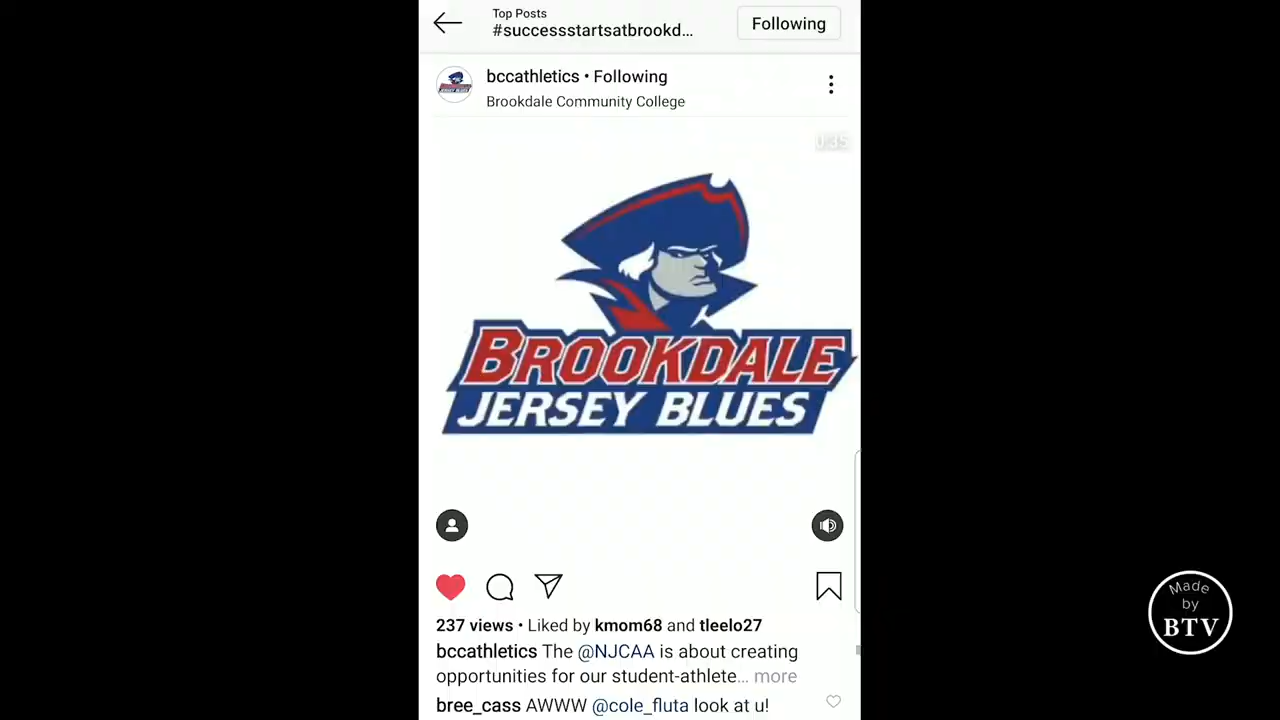 Top Posts
#successstartsatbrookd...
Following
bccathletics • Following
Brookdale Community College
0:35
BROOKDALE
JERSEY BLUES
237 views • Liked by kmom68 and tleelo27
bccathletics The @NJCAA is about creating
opportunities for our student-athlete... more
bree_cass AWWW @cole_fluta look at u!
Made
by
BTV